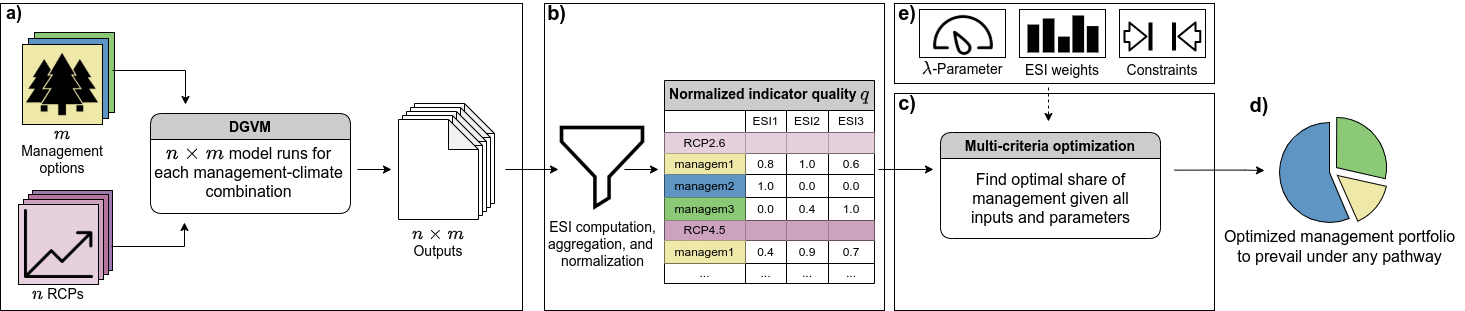 a)
m
Management
options
n RCPs
DGVM
n × m model runs for
each management-climate
combination
n × m
Outputs
b)
ESI computation,
aggregation, and
normalization
Normalized indicator quality q
ESI1 ESI2 ESI3
RCP2.6
managem1 0.8 1.0 0.6
managem2 1.0 0.0 0.0
managem3 0.0 0.4 1.0
RCP4.5
managem1 0.4 0.9 0.7
... ... ... ...
e)
λ-Parameter
ESI weights
Constraints
c)
Multi-criteria optimization
Find optimal share of
management given all
inputs and parameters
d)
Optimized management portfolio
to prevail under any pathway